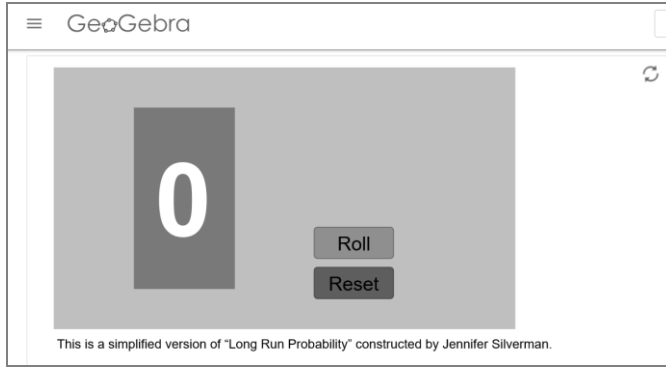 GeoGebra
0
Roll
Reset
This is a simplified version of “Long Run Probability” constructed by Jennifer Silverman.